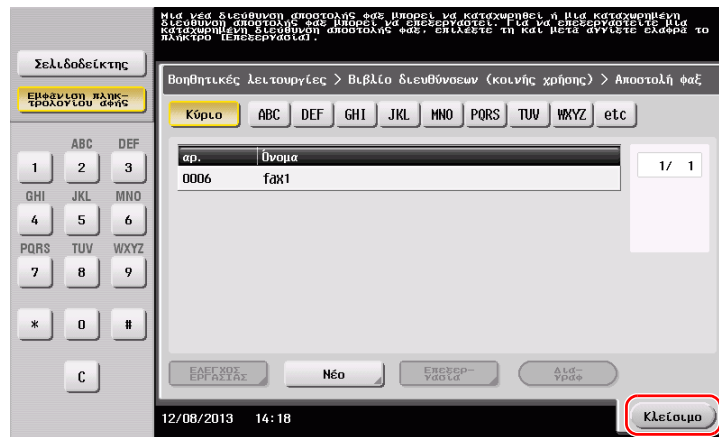 Μια νέα διεύθυνση αποστολής φαξ μπορεί να καταχωρηθεί ή μια καταχωρημένη
διεύθυνση αποστολής φαξ μπορεί να επεξεργαστεί. Για να επεξεργαστείτε μια
καταχωρημένη διεύθυνση αποστολής φαξ, επιλέξτε τη και μετά αγγίξτε ελαφρά το
πλήκτρο [Επεξεργασία].
Σελιδοδείκτης
Εμφάνιση πληκ-
τρολογίου αφής
Βοηθητικές λειτουργίες > Βιβλίο διευθύνσεων (κοινής χρήσης) > Αποστολή φαξ
Κύριο ABC DEF GHI JKL MNO PQRS TUV WXYZ etc
ABC DEF
1 2 3
GHI JKL MNO
4 5 6
PQRS TUV WXYZ
7 8 9
* 0 #
C
αρ. Όνομα
0006 fax1
1/ 1
ΕΛΕΓΧΟΣ
ΕΡΓΑΣΙΑΣ
Νέο
Επεξερ-
γασία
Δια-
γραφ
12/08/2013 14:18
Κλείσιμο